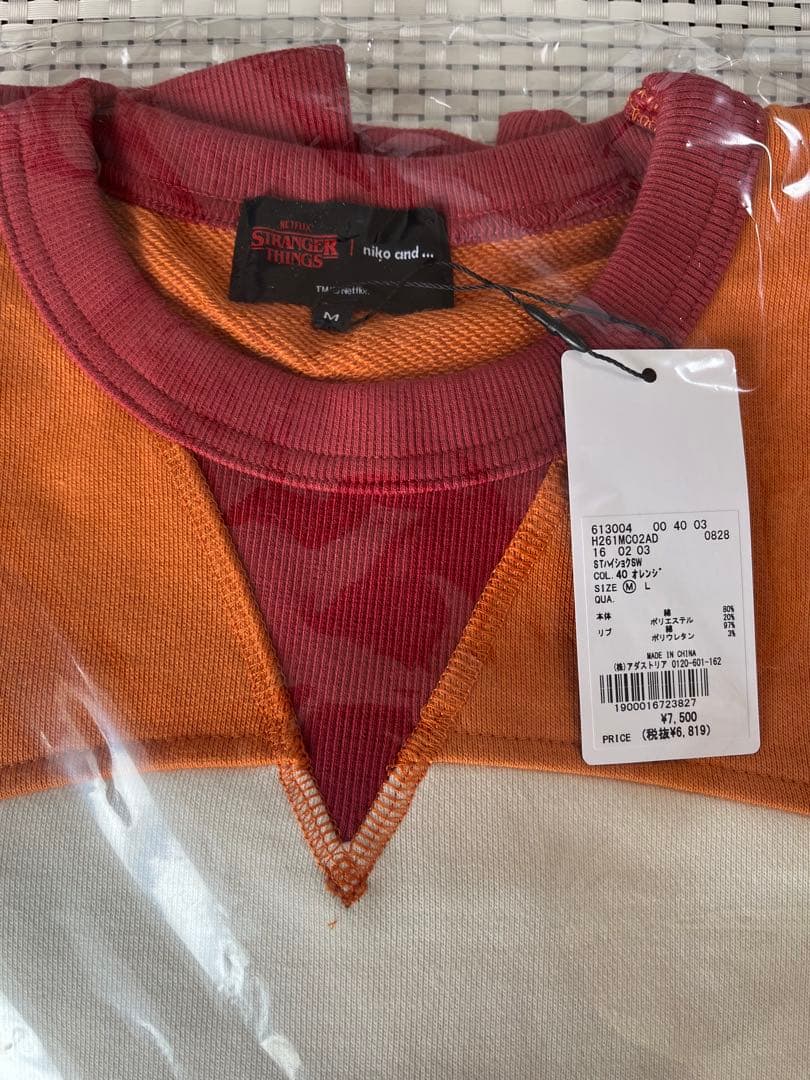 NETFLIX
STRANGER THINGS | niko and ...
TM/© Netflix.
M
613004 00 40 03
H261MC02AD 0828
16 02 03
STハイショクSW
COL. 40 オレンジ
SIZE Ⓜ L
QUA.
本体 綿 80%
ポリエステル 20%
リブ 綿 97%
ポリウレタン 3%
MADE IN CHINA
(株)アダストリア 0120-601-162
1900016723827
¥7,500
PRICE (税抜¥6,819)